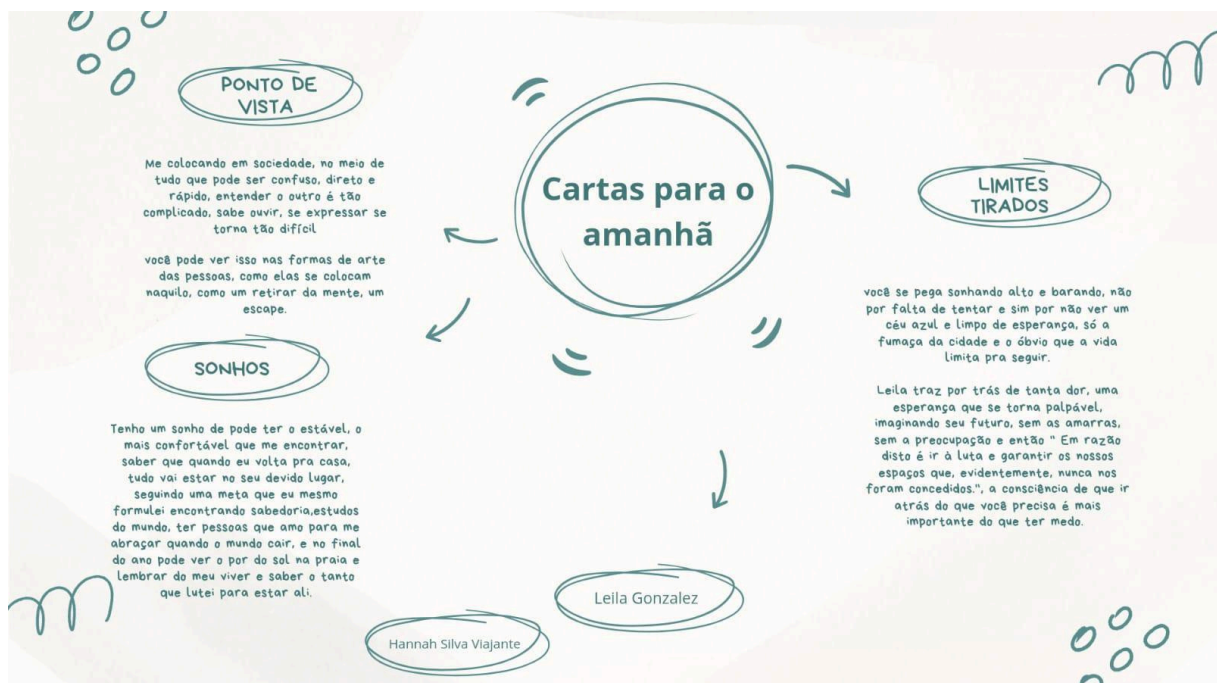 Cartas para o
amanhã
PONTO DE
VISTA
Me colocando em sociedade, no meio de
tudo que pode ser confuso, direto e
rápido, entender o outro é tão
complicado, sabe ouvir, se expressar se
torna tão difícil
você pode ver isso nas formas de arte
das pessoas, como elas se colocam
naquilo, como um retirar da mente, um
escape.
SONHOS
Tenho um sonho de pode ter o estável, o
mais confortável que me encontrar,
saber que quando eu volta pra casa,
tudo vai estar no seu devido lugar,
seguindo uma meta que eu mesmo
formulei encontrando sabedoria,estudos
do mundo, ter pessoas que amo para me
abraçar quando o mundo cair, e no final
do ano pode ver o por do sol na praia e
lembrar do meu viver e saber o tanto
que lutei para estar ali.
LIMITES
TIRADOS
você se pega sonhando alto e barando, não
por falta de tentar e sim por não ver um
céu azul e limpo de esperança, só a
fumaça da cidade e o óbvio que a vida
limita pra seguir.
Leila traz por trás de tanta dor, uma
esperança que se torna palpável,
imaginando seu futuro, sem as amarras,
sem a preocupação e então " Em razão
disto é ir à luta e garantir os nossos
espaços que, evidentemente, nunca nos
foram concedidos.", a consciência de que ir
atrás do que você precisa é mais
importante do que ter medo.
Leila Gonzalez
Hannah Silva Viajante